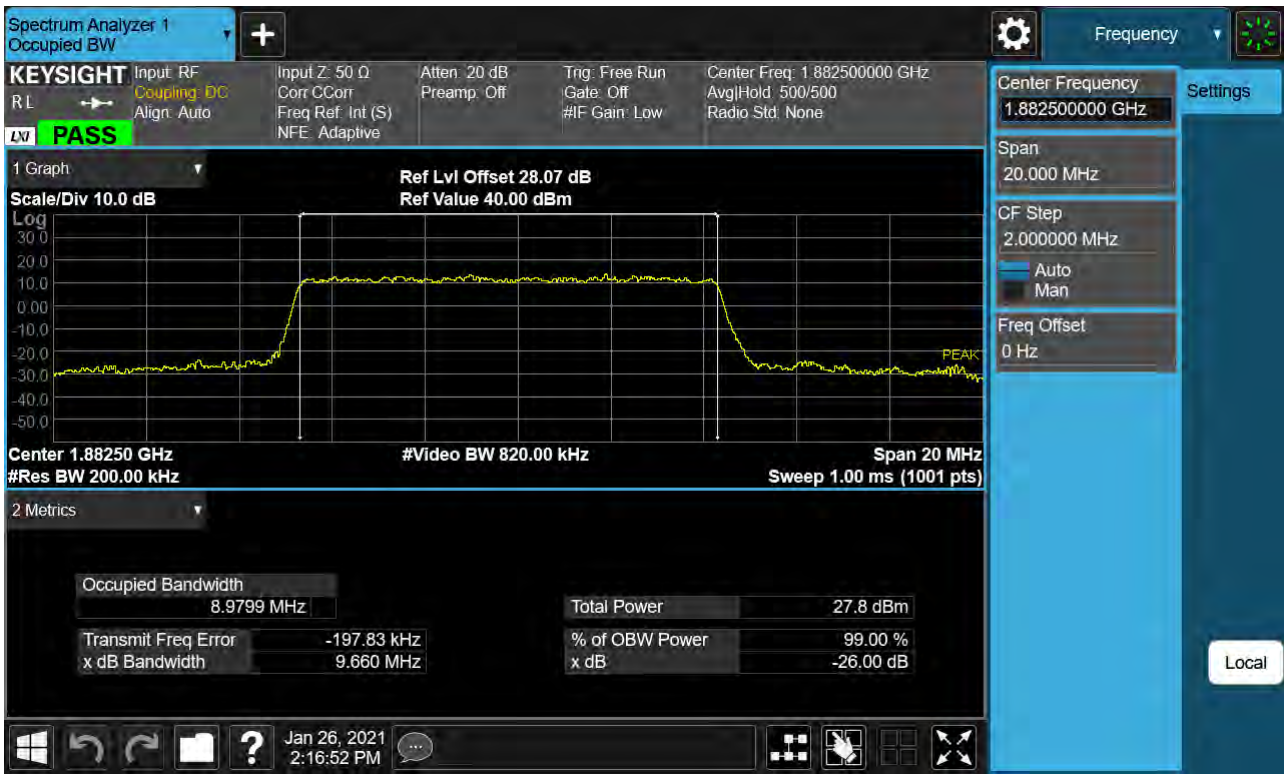 Spectrum Analyzer 1
Occupied BW
Frequency
KEYSIGHT
R L
LXI
PASS
Input: RF
Coupling: DC
Align: Auto
Input Z: 50 Ω
Corr CCorr
Freq Ref: Int (S)
NFE: Adaptive
Atten: 20 dB
Preamp: Off
Trig: Free Run
Gate: Off
#IF Gain: Low
Center Freq: 1.882500000 GHz
Avg|Hold: 500/500
Radio Std: None
Center Frequency
1.882500000 GHz
Settings
Span
20.000 MHz
CF Step
2.000000 MHz
Auto
Man
Freq Offset
0 Hz
Local
1 Graph
Scale/Div 10.0 dB
Ref Lvl Offset 28.07 dB
Ref Value 40.00 dBm
Log
30.0
20.0
10.0
0.00
-10.0
-20.0
-30.0
-40.0
-50.0
PEAK
Center 1.88250 GHz
#Video BW 820.00 kHz
Span 20 MHz
#Res BW 200.00 kHz
Sweep 1.00 ms (1001 pts)
2 Metrics
Occupied Bandwidth
8.9799 MHz
Transmit Freq Error -197.83 kHz
x dB Bandwidth 9.660 MHz
Total Power 27.8 dBm
% of OBW Power 99.00 %
x dB -26.00 dB
?
Jan 26, 2021
2:16:52 PM